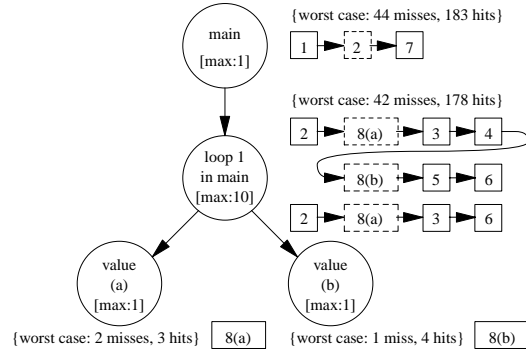 main
[max:1]
{worst case: 44 misses, 183 hits}
1 2 7
loop 1
in main
[max:10]
{worst case: 42 misses, 178 hits}
2 8(a) 3 4
8(b) 5 6
2 8(a) 3 6
value
(a)
[max:1]
{worst case: 2 misses, 3 hits} 8(a)
value
(b)
[max:1]
{worst case: 1 miss, 4 hits} 8(b)